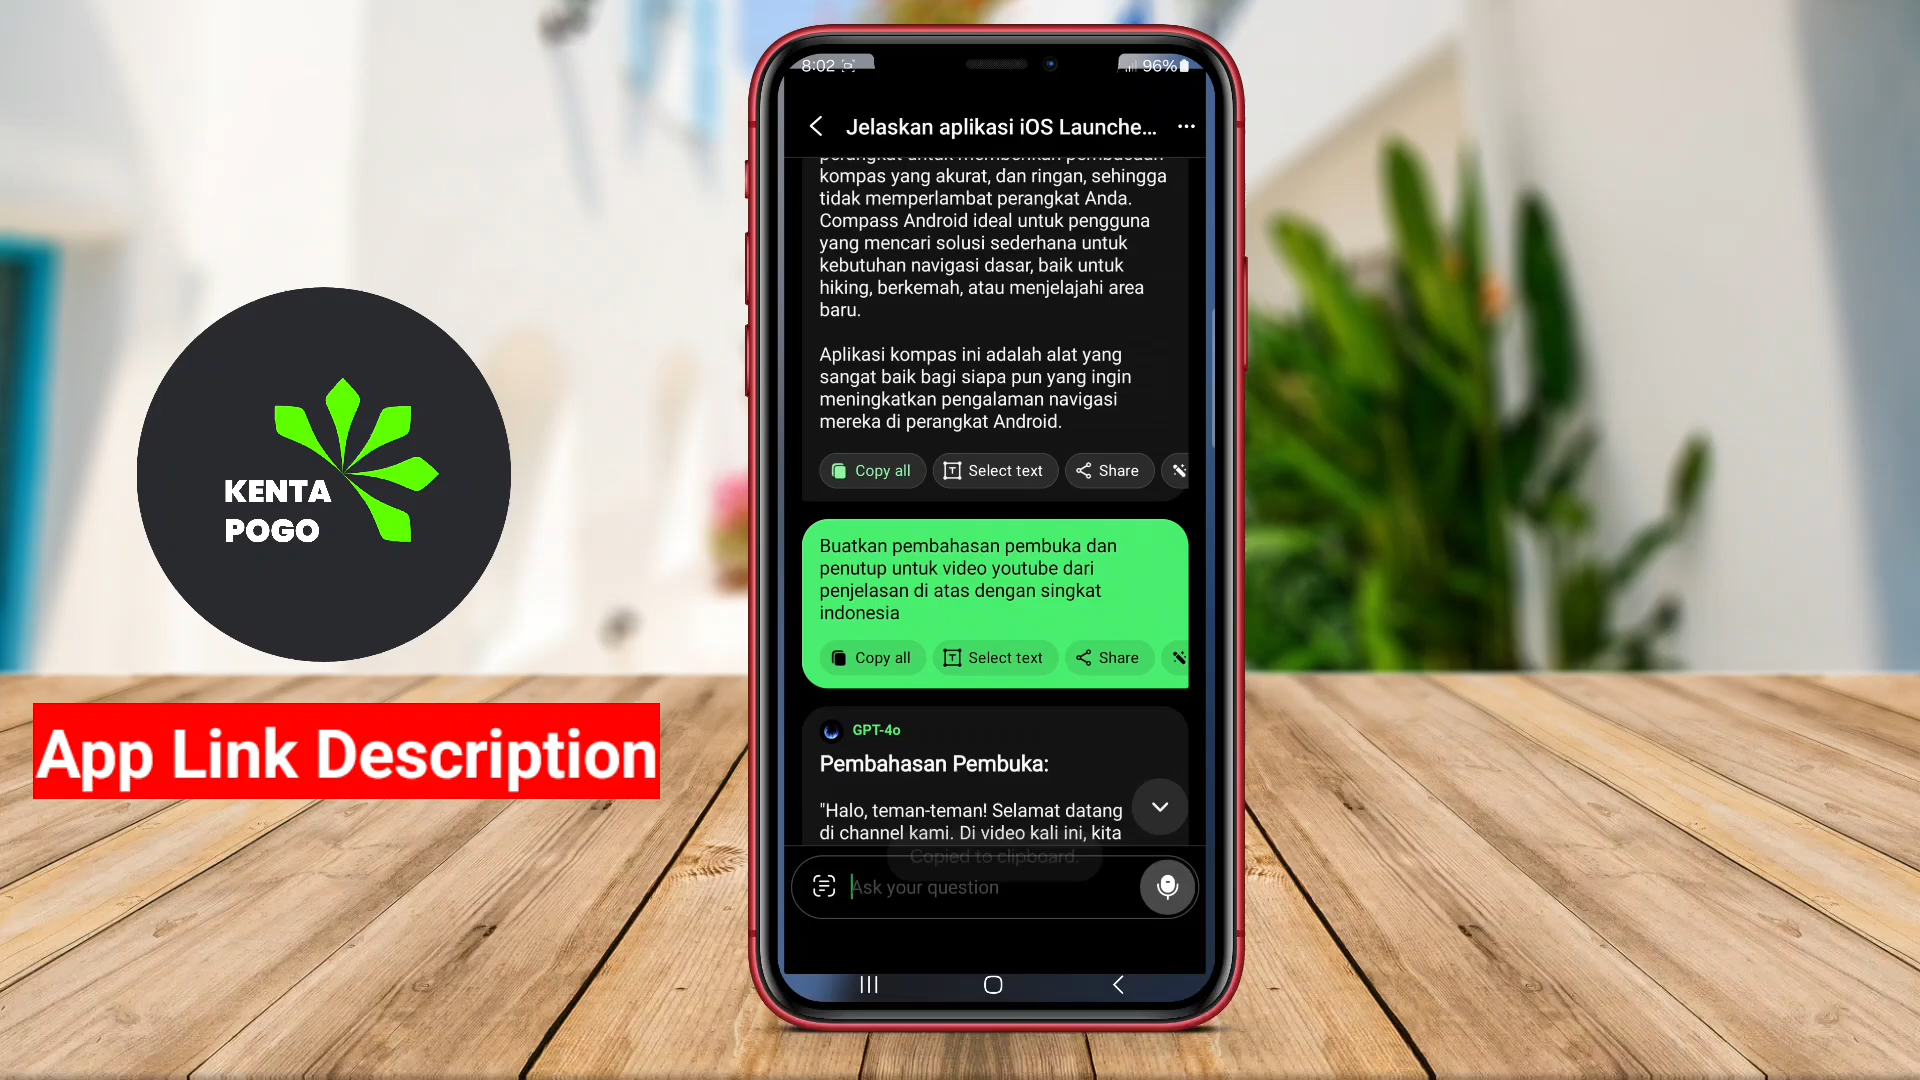 8:02
96%
Jelaskan aplikasi iOS Launche...
perangkat untuk memberikan pembacaan
kompas yang akurat, dan ringan, sehingga
tidak memperlambat perangkat Anda.
Compass Android ideal untuk pengguna
yang mencari solusi sederhana untuk
kebutuhan navigasi dasar, baik untuk
hiking, berkemah, atau menjelajahi area
baru.
Aplikasi kompas ini adalah alat yang
sangat baik bagi siapa pun yang ingin
meningkatkan pengalaman navigasi
mereka di perangkat Android.
Copy all
Select text
Share
Buatkan pembahasan pembuka dan
penutup untuk video youtube dari
penjelasan di atas dengan singkat
indonesia
Copy all
Select text
Share
GPT-4o
Pembahasan Pembuka:
"Halo, teman-teman! Selamat datang
di channel kami. Di video kali ini, kita
Copied to clipboard.
Ask your question
KENTA
POGO
App Link Description